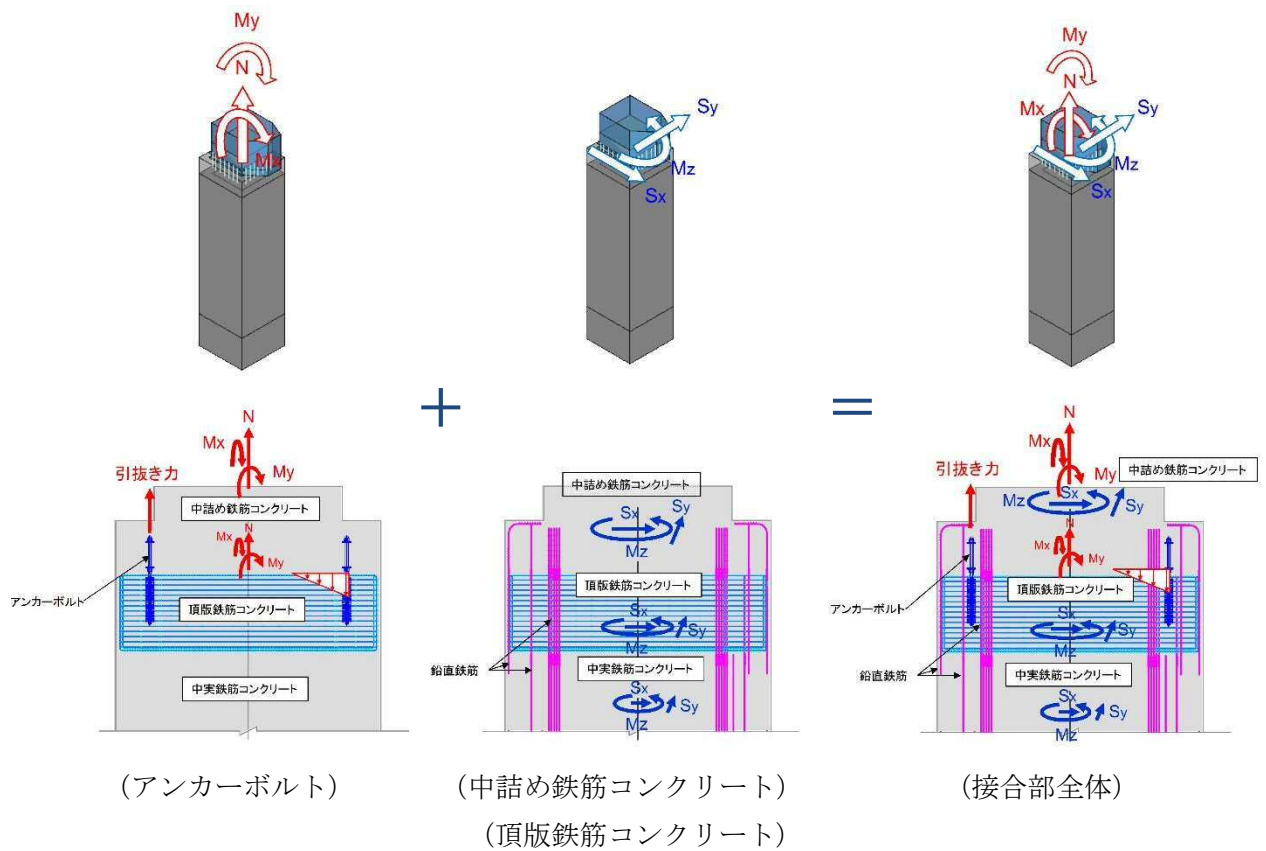 My
N
Mx
Sy
Mz
Sx
My
N
Mx
Sy
Mz
Sx
+
=
N
Mx
My
引抜き力
中詰め鉄筋コンクリート
N
Mx
My
アンカーボルト
頂版鉄筋コンクリート
中実鉄筋コンクリート
中詰め鉄筋コンクリート
Sx
Sy
Mz
頂版鉄筋コンクリート
Sx
Sy
Mz
鉛直鉄筋
中実鉄筋コンクリート
Sx
Sy
Mz
N
Mx
My
中詰め鉄筋コンクリート
引抜き力
Mz
Sx
Sy
N
Mx
My
アンカーボルト
頂版鉄筋コンクリート
Sx
Sy
Mz
鉛直鉄筋
中実鉄筋コンクリート
Sx
Sy
Mz
(アンカーボルト)
(中詰め鉄筋コンクリート)
(頂版鉄筋コンクリート)
(接合部全体)